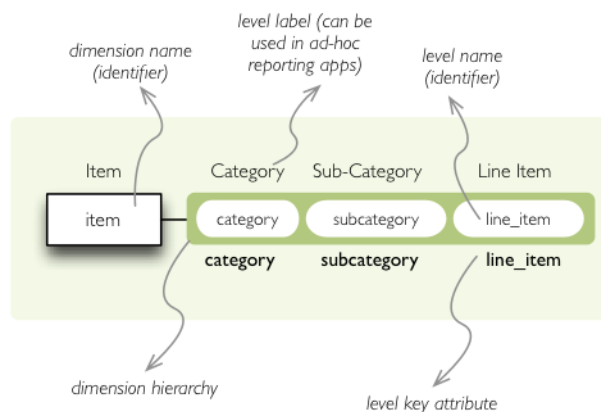 level label (can be
used in ad-hoc
reporting apps)
dimension name
(identifier)
level name
(identifier)
Item
Category
Sub-Category
Line Item
item
category
subcategory
line_item
category
subcategory
line_item
dimension hierarchy
level key attribute